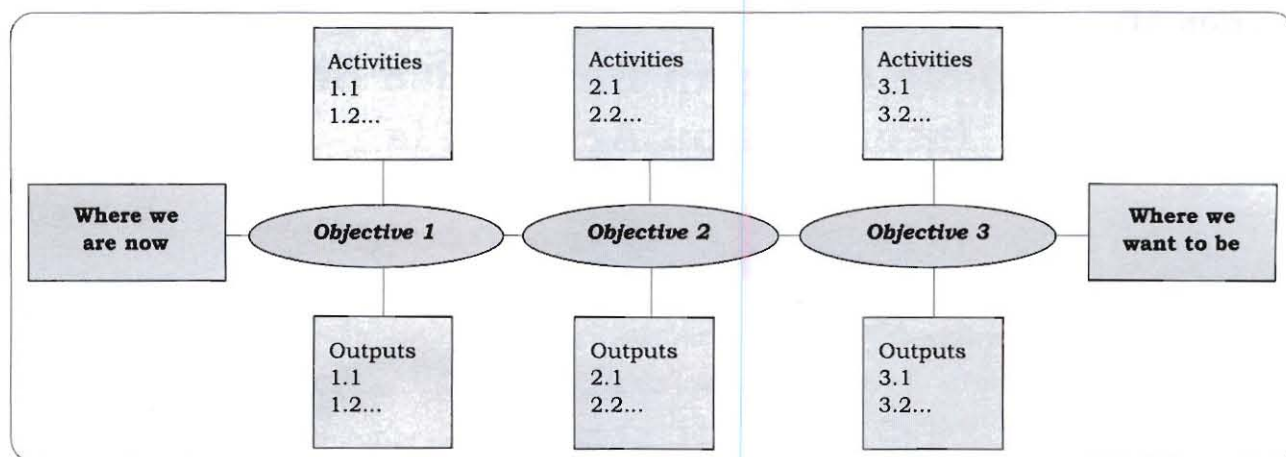 Activities
1.1
1.2...
Activities
2.1
2.2...
Activities
3.1
3.2...
Where we
are now
Objective 1
Objective 2
Objective 3
Where we
want to be
Outputs
1.1
1.2...
Outputs
2.1
2.2...
Outputs
3.1
3.2...